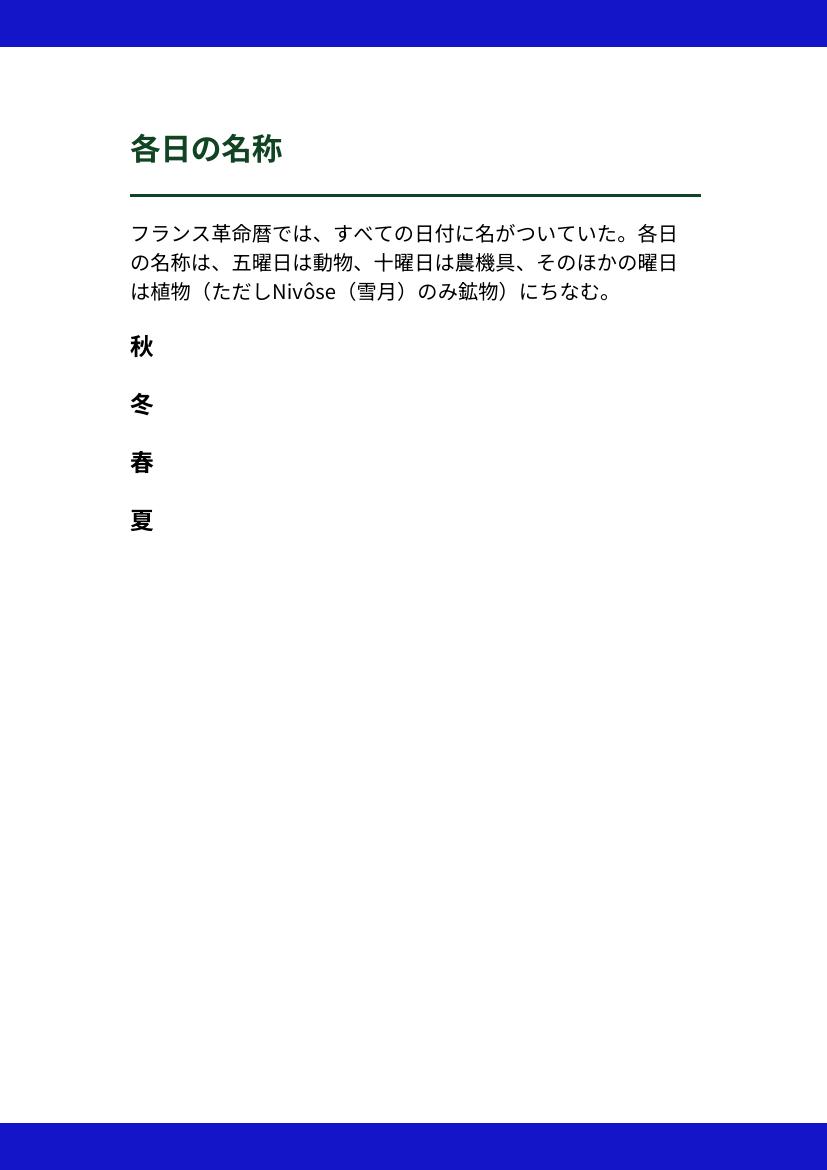 各日の名称
フランス革命暦では、すべての日付に名がついていた。各日
の名称は、五曜日は動物、十曜日は農機具、そのほかの曜日
は植物（ただしNivôse（雪月）のみ鉱物）にちなむ。
秋
冬
春
夏